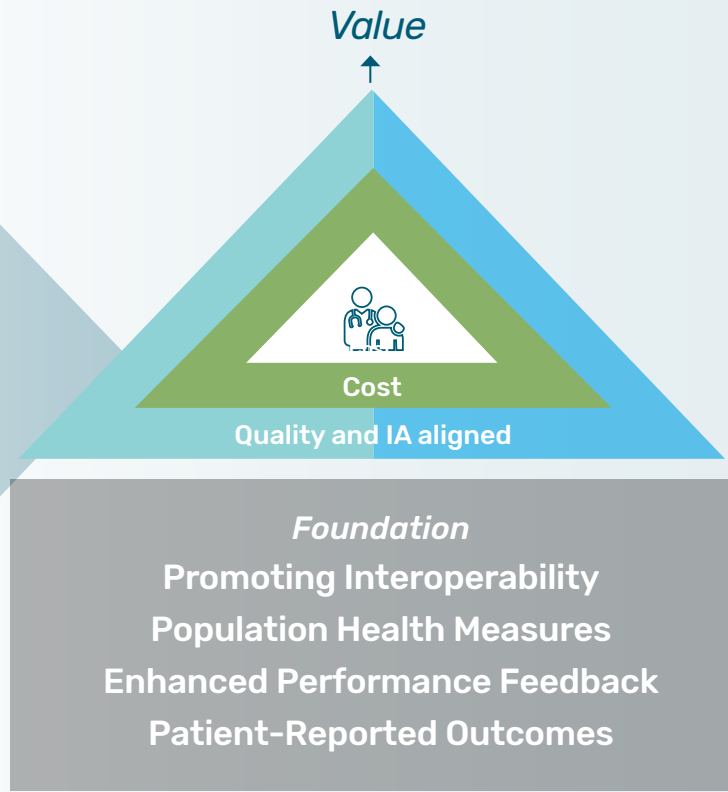 Value
Cost
Quality and IA aligned
Foundation
Promoting Interoperability
Population Health Measures
Enhanced Performance Feedback
Patient-Reported Outcomes